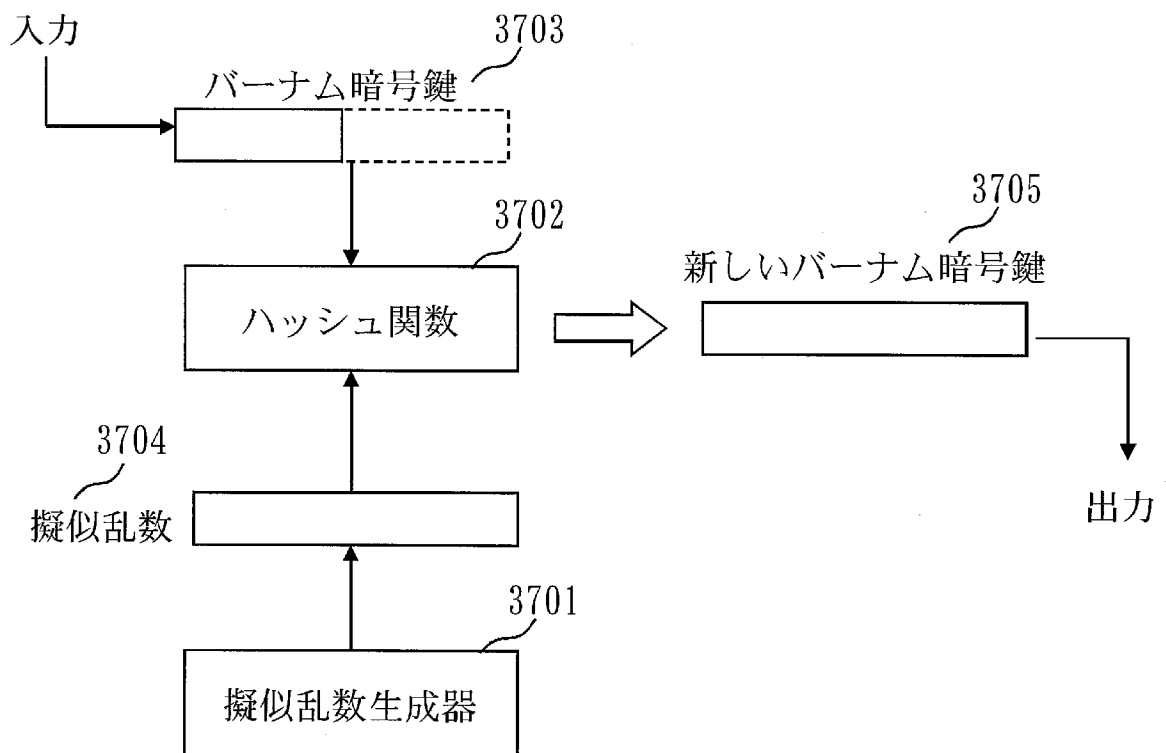 入力
3703
バーナム暗号鍵
3702
ハッシュ関数
3705
新しいバーナム暗号鍵
3704
擬似乱数
出力
3701
擬似乱数生成器